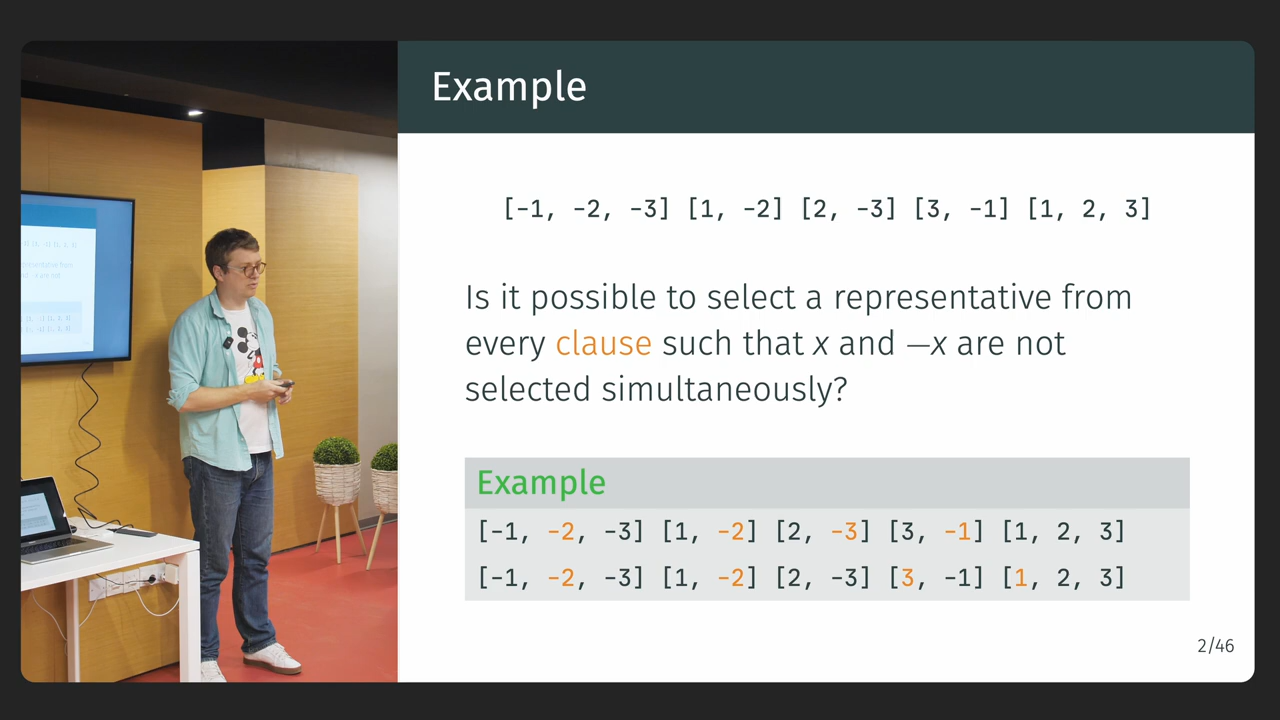 Example
[-1, -2, -3] [1, -2] [2, -3] [3, -1] [1, 2, 3]
Is it possible to select a representative from
every clause such that x and —x are not
selected simultaneously?
Example
[-1, -2, -3] [1, -2] [2, -3] [3, -1] [1, 2, 3]
[-1, -2, -3] [1, -2] [2, -3] [3, -1] [1, 2, 3]
2/46